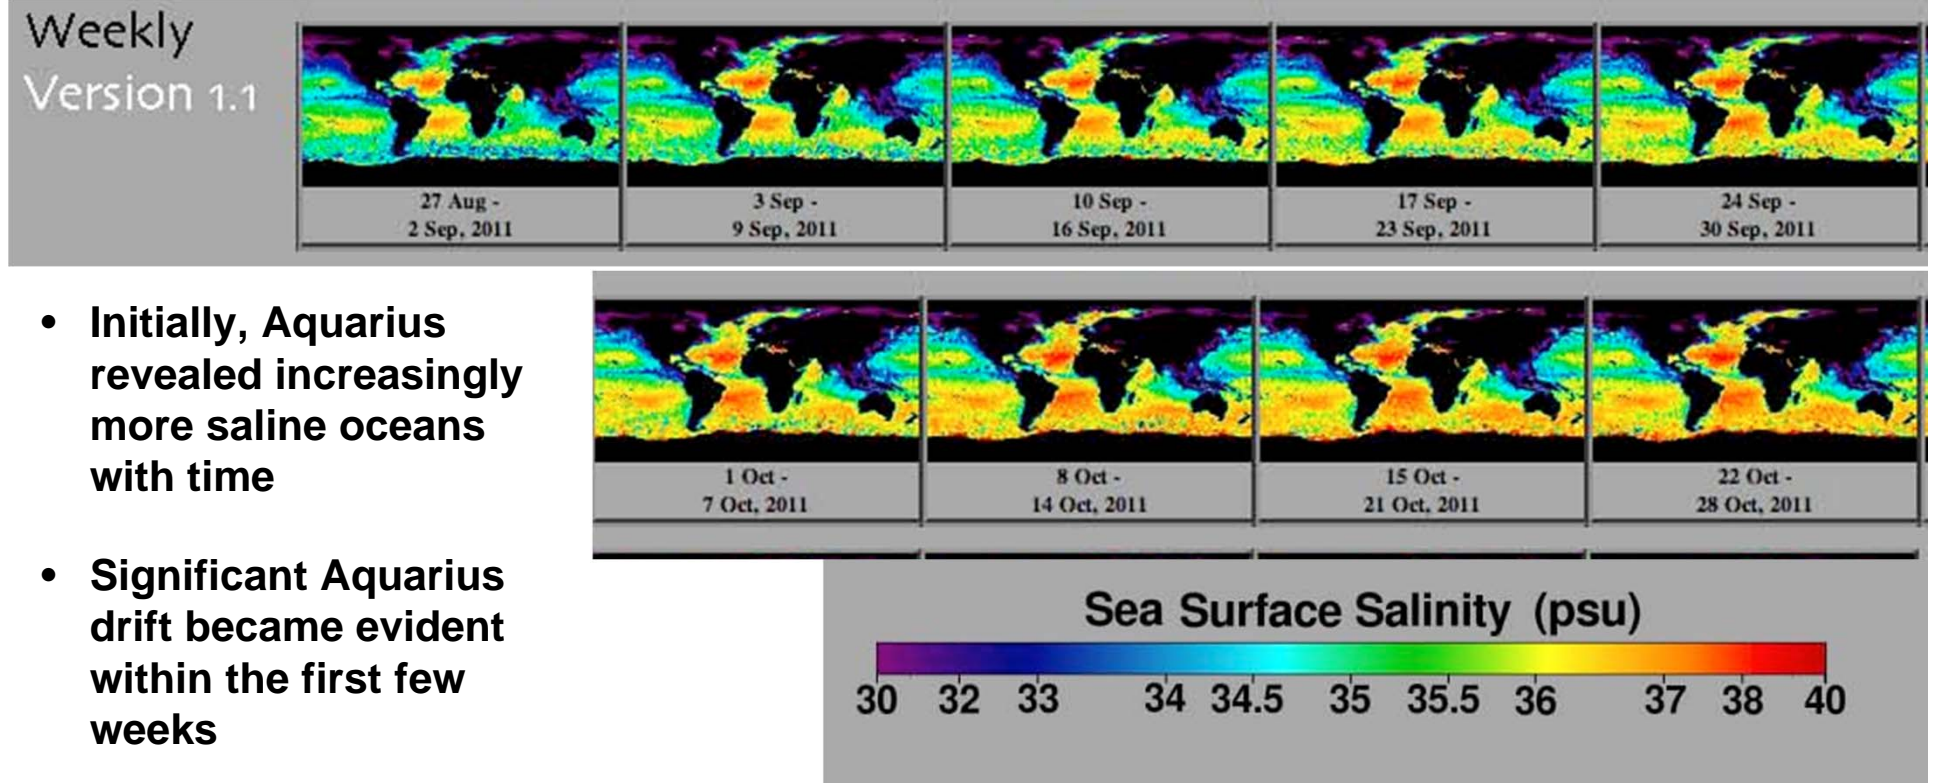 Weekly
Version 1.1
27 Aug -
2 Sep, 2011
3 Sep -
9 Sep, 2011
10 Sep -
16 Sep, 2011
17 Sep -
23 Sep, 2011
24 Sep -
30 Sep, 2011
• Initially, Aquarius
revealed increasingly
more saline oceans
with time
• Significant Aquarius
drift became evident
within the first few
weeks
1 Oct -
7 Oct, 2011
8 Oct -
14 Oct, 2011
15 Oct -
21 Oct, 2011
22 Oct -
28 Oct, 2011
Sea Surface Salinity (psu)
30 32 33 34 34.5 35 35.5 36 37 38 40